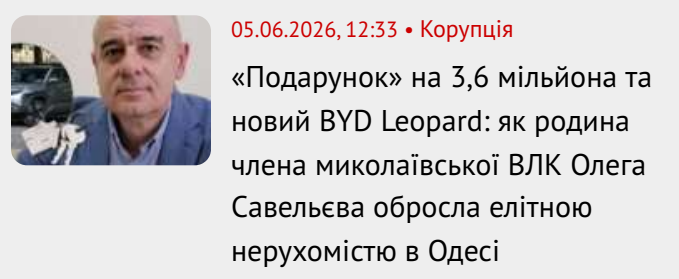 05.06.2026, 12:33 • Корупція
«Подарунок» на 3,6 мільйона та
новий BYD Leopard: як родина
члена миколаївської ВЛК Олега
Савельєва обросла елітною
нерухомістю в Одесі